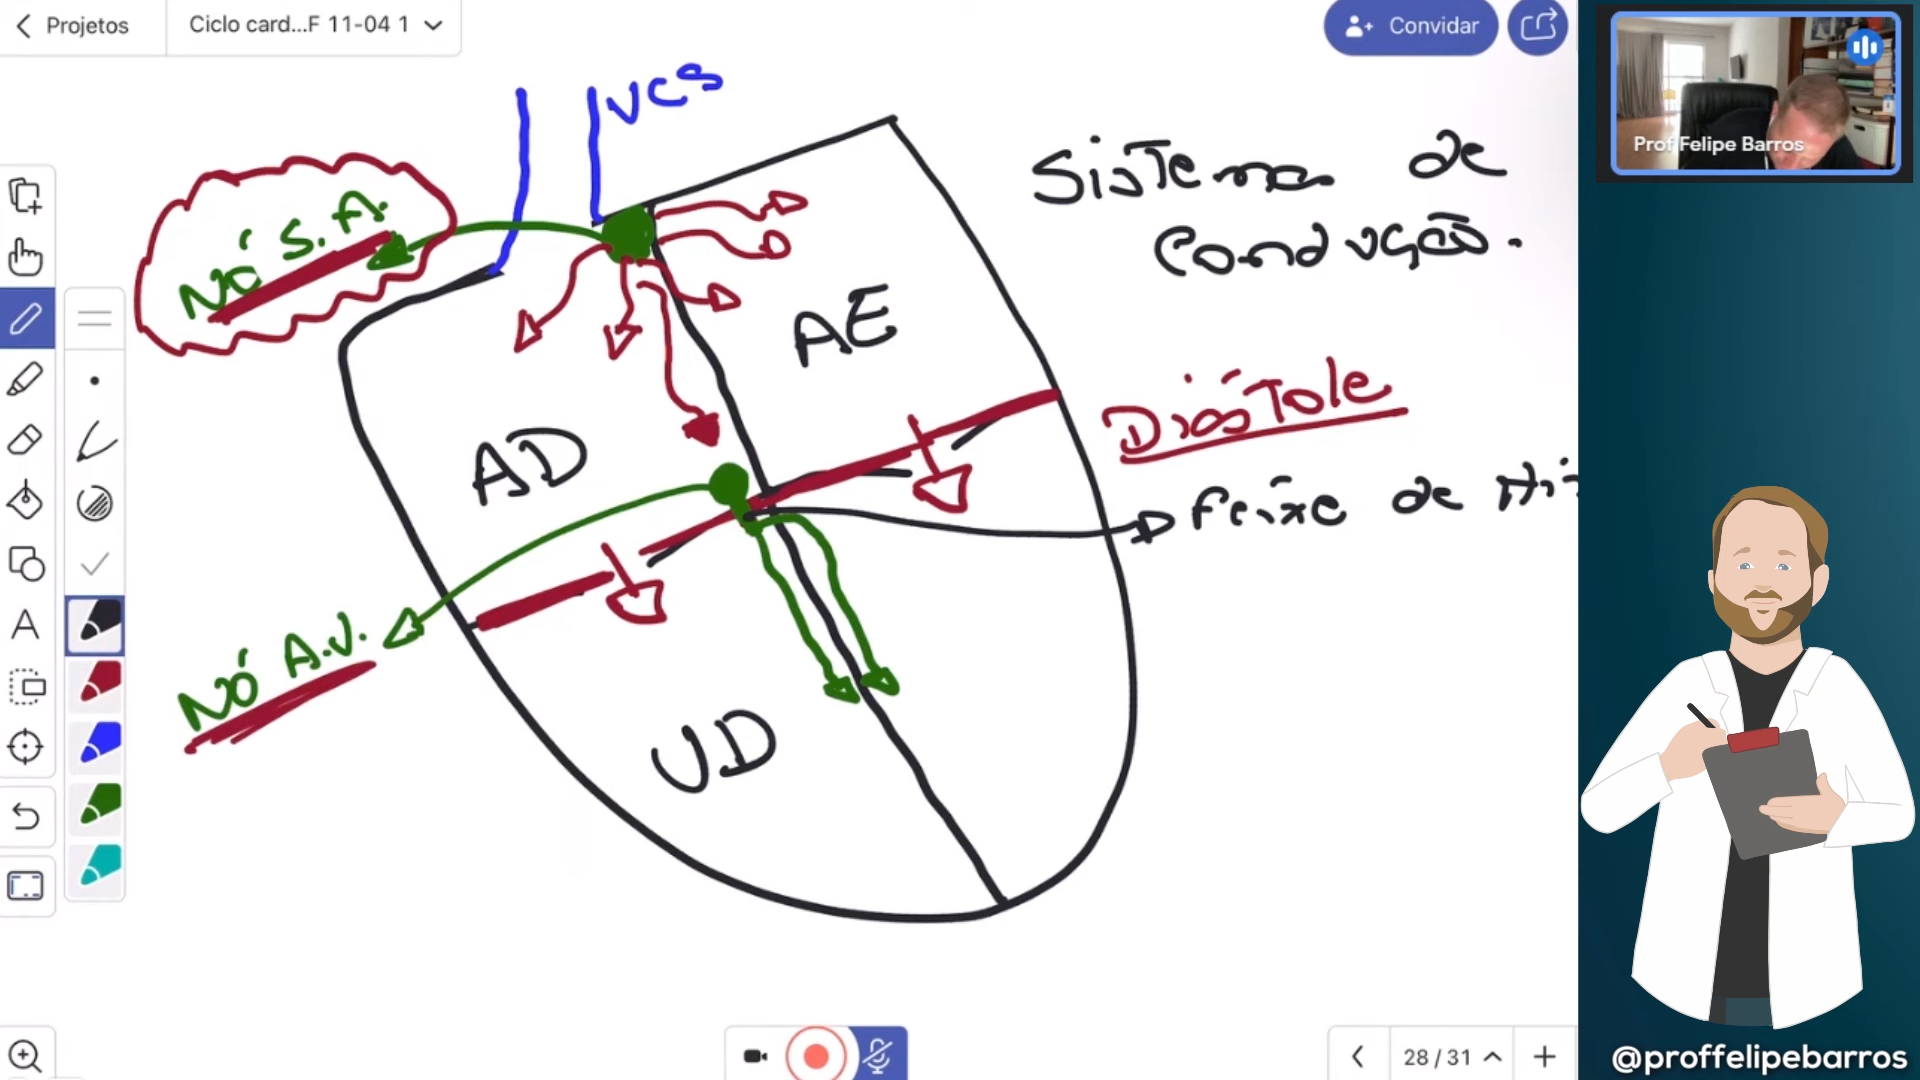 Projetos
Ciclo card...F 11-04 1
Convidar
Prof Felipe Barros
VCS
Sistema de
Condução.
NÓ S.A.
AE
Diástole
AD
Feixe de Hi
NÓ A.V.
VD
A
28 / 31
@proffelipebarros